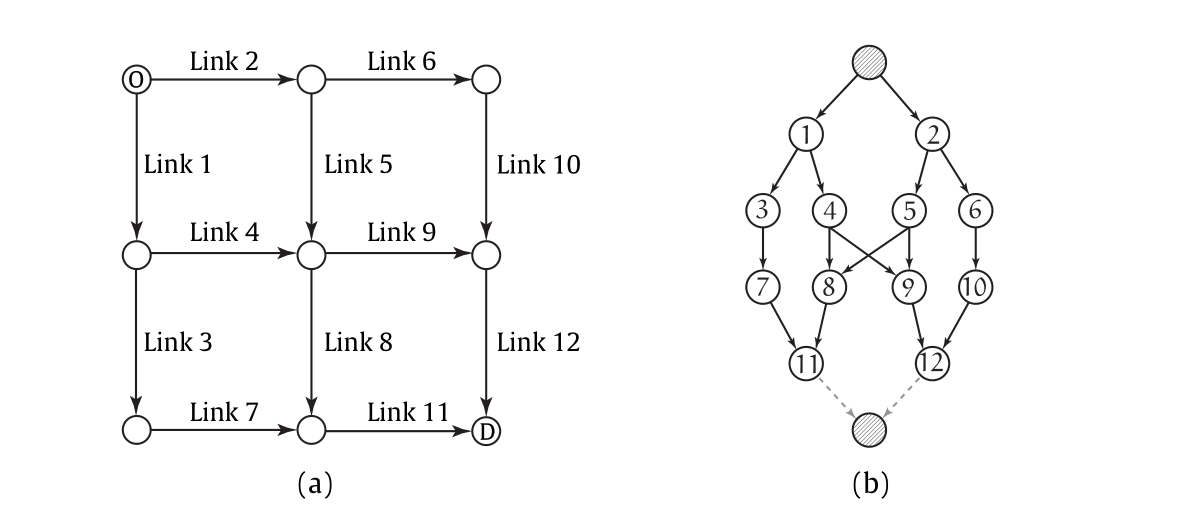 Link 2 Link 6
O
Link 1 Link 5 Link 10
Link 4 Link 9
Link 3 Link 8 Link 12
Link 7 Link 11
D
(a)
1 2
3 4 5 6
7 8 9 10
11 12
(b)